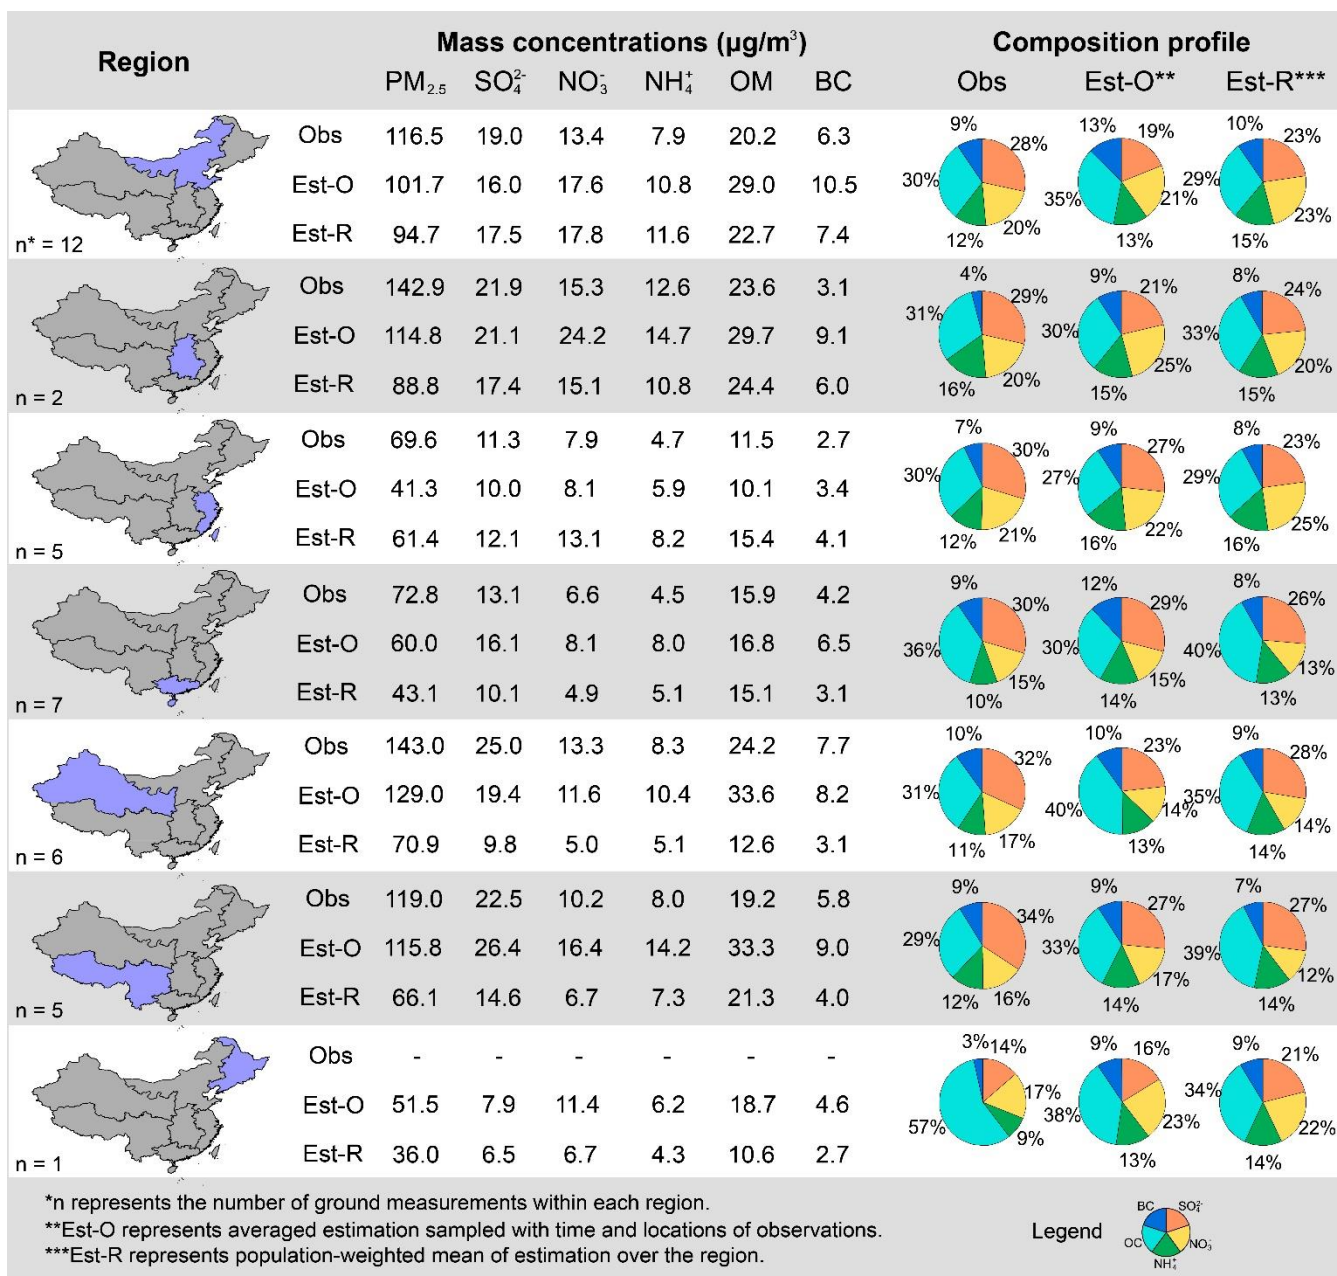 Region Mass concentrations (µg/m³) Composition profile
PM₂.₅ SO₄²⁻ NO₃⁻ NH₄⁺ OM BC Obs Est-O** Est-R***
Obs 116.5 19.0 13.4 7.9 20.2 6.3
Est-O 101.7 16.0 17.6 10.8 29.0 10.5
Est-R 94.7 17.5 17.8 11.6 22.7 7.4
n* = 12
9% 28% 20% 12% 30%
13% 19% 21% 13% 35%
10% 23% 23% 15% 29%
Obs 142.9 21.9 15.3 12.6 23.6 3.1
Est-O 114.8 21.1 24.2 14.7 29.7 9.1
Est-R 88.8 17.4 15.1 10.8 24.4 6.0
n = 2
4% 29% 20% 16% 31%
9% 21% 25% 15% 30%
8% 24% 20% 15% 33%
Obs 69.6 11.3 7.9 4.7 11.5 2.7
Est-O 41.3 10.0 8.1 5.9 10.1 3.4
Est-R 61.4 12.1 13.1 8.2 15.4 4.1
n = 5
7% 30% 21% 12% 30%
9% 27% 22% 16% 27%
8% 23% 25% 16% 29%
Obs 72.8 13.1 6.6 4.5 15.9 4.2
Est-O 60.0 16.1 8.1 8.0 16.8 6.5
Est-R 43.1 10.1 4.9 5.1 15.1 3.1
n = 7
9% 30% 15% 10% 36%
12% 29% 15% 14% 30%
8% 26% 13% 13% 40%
Obs 143.0 25.0 13.3 8.3 24.2 7.7
Est-O 129.0 19.4 11.6 10.4 33.6 8.2
Est-R 70.9 9.8 5.0 5.1 12.6 3.1
n = 6
10% 32% 17% 11% 31%
10% 23% 14% 13% 40%
9% 28% 14% 14% 35%
Obs 119.0 22.5 10.2 8.0 19.2 5.8
Est-O 115.8 26.4 16.4 14.2 33.3 9.0
Est-R 66.1 14.6 6.7 7.3 21.3 4.0
n = 5
9% 34% 16% 12% 29%
9% 27% 17% 14% 33%
7% 27% 12% 14% 39%
Obs - - - - - -
Est-O 51.5 7.9 11.4 6.2 18.7 4.6
Est-R 36.0 6.5 6.7 4.3 10.6 2.7
n = 1
3% 14% 17% 9% 57%
9% 16% 23% 13% 38%
9% 21% 22% 14% 34%
*n represents the number of ground measurements within each region.
**Est-O represents averaged estimation sampled with time and locations of observations.
***Est-R represents population-weighted mean of estimation over the region.
Legend
BC SO₄²⁻
OC NO₃⁻
NH₄⁺